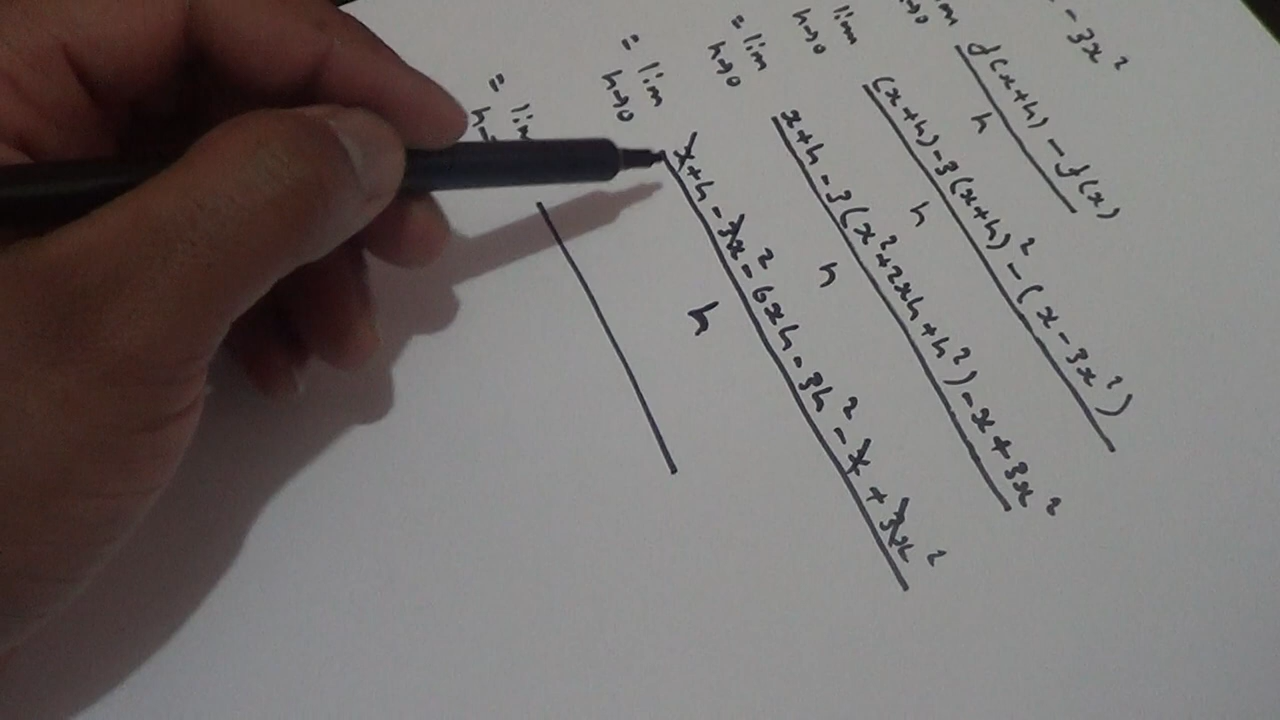 - 3x²
lim h→0 f(x+h) - f(x) / h
lim h→0 (x+h) - 3(x+h)² - (x - 3x²) / h
= lim h→0 x+h - 3(x²+2xh+h²) - x + 3x² / h
= lim h→0 x+h - 3x² - 6xh - 3h² - x + 3x² / h
= lim